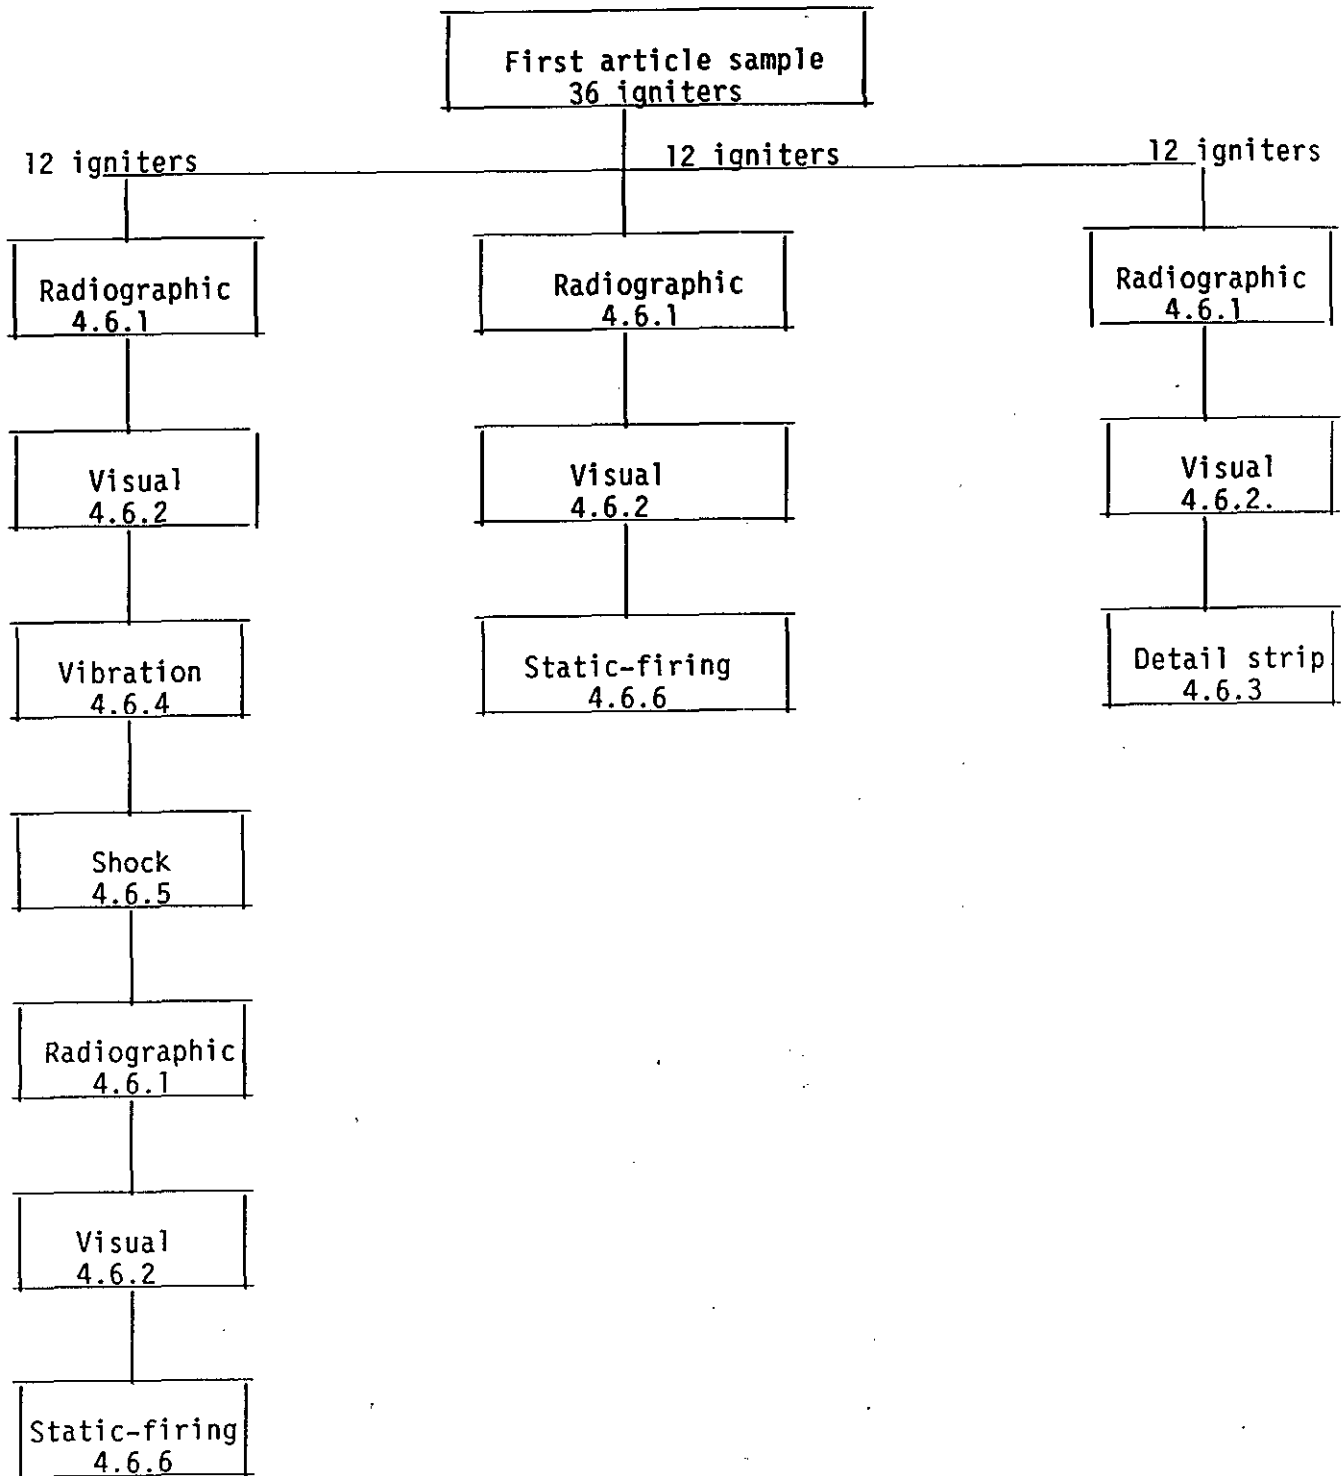 First article sample
36 igniters
12 igniters
12 igniters
12 igniters
Radiographic
4.6.1
Radiographic
4.6.1
Radiographic
4.6.1
Visual
4.6.2
Visual
4.6.2
Visual
4.6.2.
Vibration
4.6.4
Static-firing
4.6.6
Detail strip
4.6.3
Shock
4.6.5
Radiographic
4.6.1
Visual
4.6.2
Static-firing
4.6.6